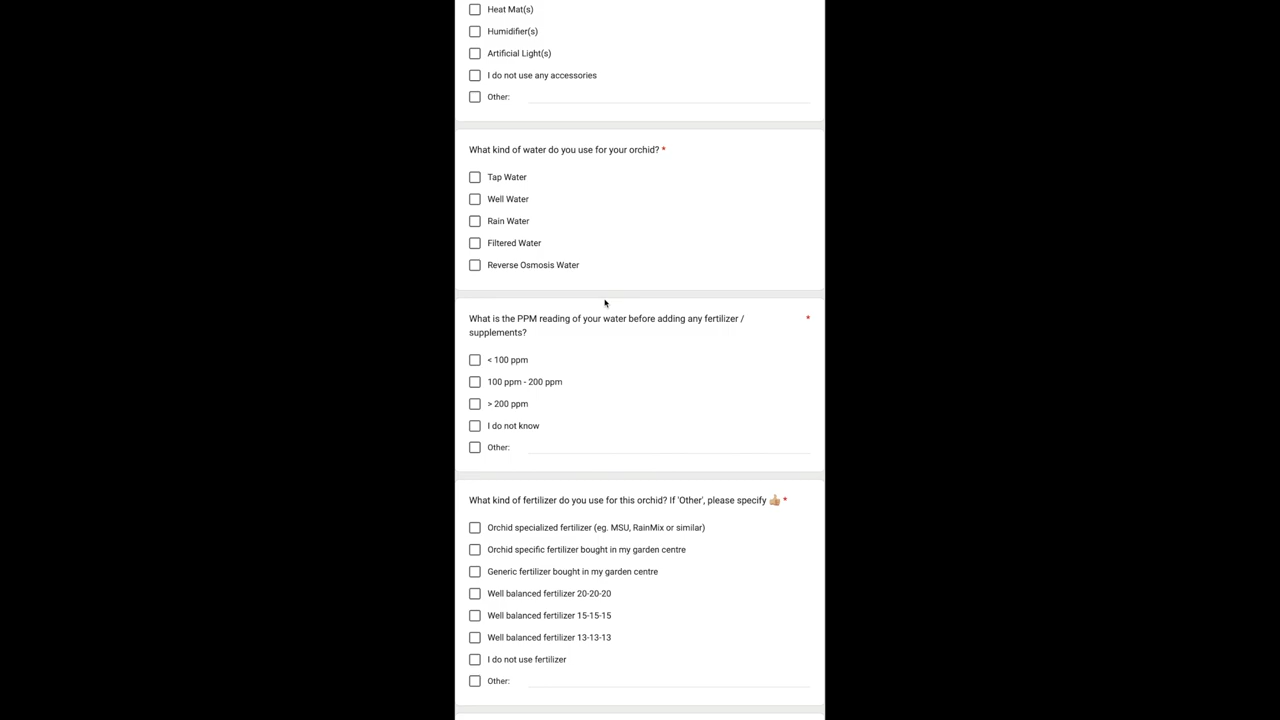 Heat Mat(s)
Humidifier(s)
Artificial Light(s)
I do not use any accessories
Other:
What kind of water do you use for your orchid? *
Tap Water
Well Water
Rain Water
Filtered Water
Reverse Osmosis Water
What is the PPM reading of your water before adding any fertilizer / *
supplements?
< 100 ppm
100 ppm - 200 ppm
> 200 ppm
I do not know
Other:
What kind of fertilizer do you use for this orchid? If 'Other', please specify 👍🏼 *
Orchid specialized fertilizer (eg. MSU, RainMix or similar)
Orchid specific fertilizer bought in my garden centre
Generic fertilizer bought in my garden centre
Well balanced fertilizer 20-20-20
Well balanced fertilizer 15-15-15
Well balanced fertilizer 13-13-13
I do not use fertilizer
Other: